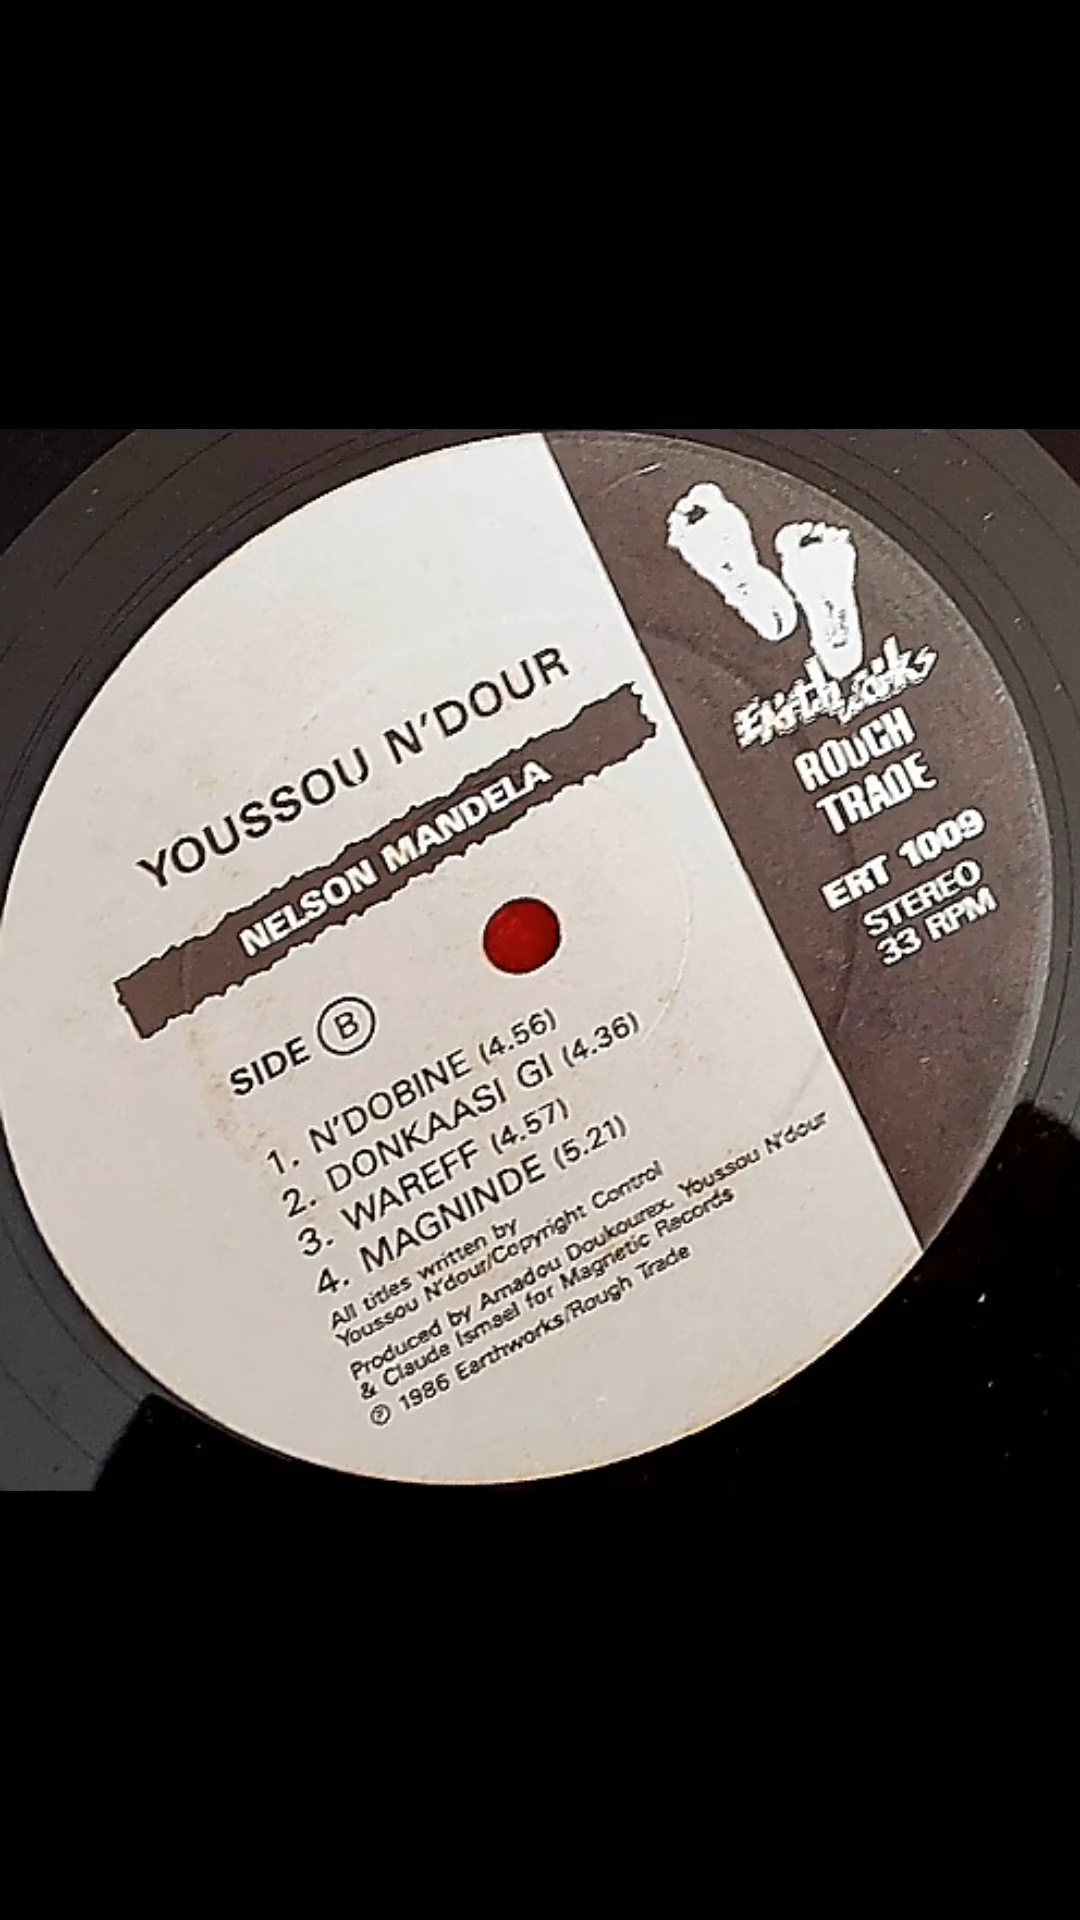 YOUSSOU N'DOUR
NELSON MANDELA
SIDE B
1. N'DOBINE (4.56)
2. DONKAASI GI (4.36)
3. WAREFF (4.57)
4. MAGNINDE (5.21)
All titles written by
Youssou N'dour/Copyright Control
Produced by Amadou Doukourex, Youssou N'dour
& Claude Ismael for Magnetic Records
℗ 1986 Earthworks/Rough Trade
Earthworks
ROUGH
TRADE
ERT 1009
STEREO
33 RPM